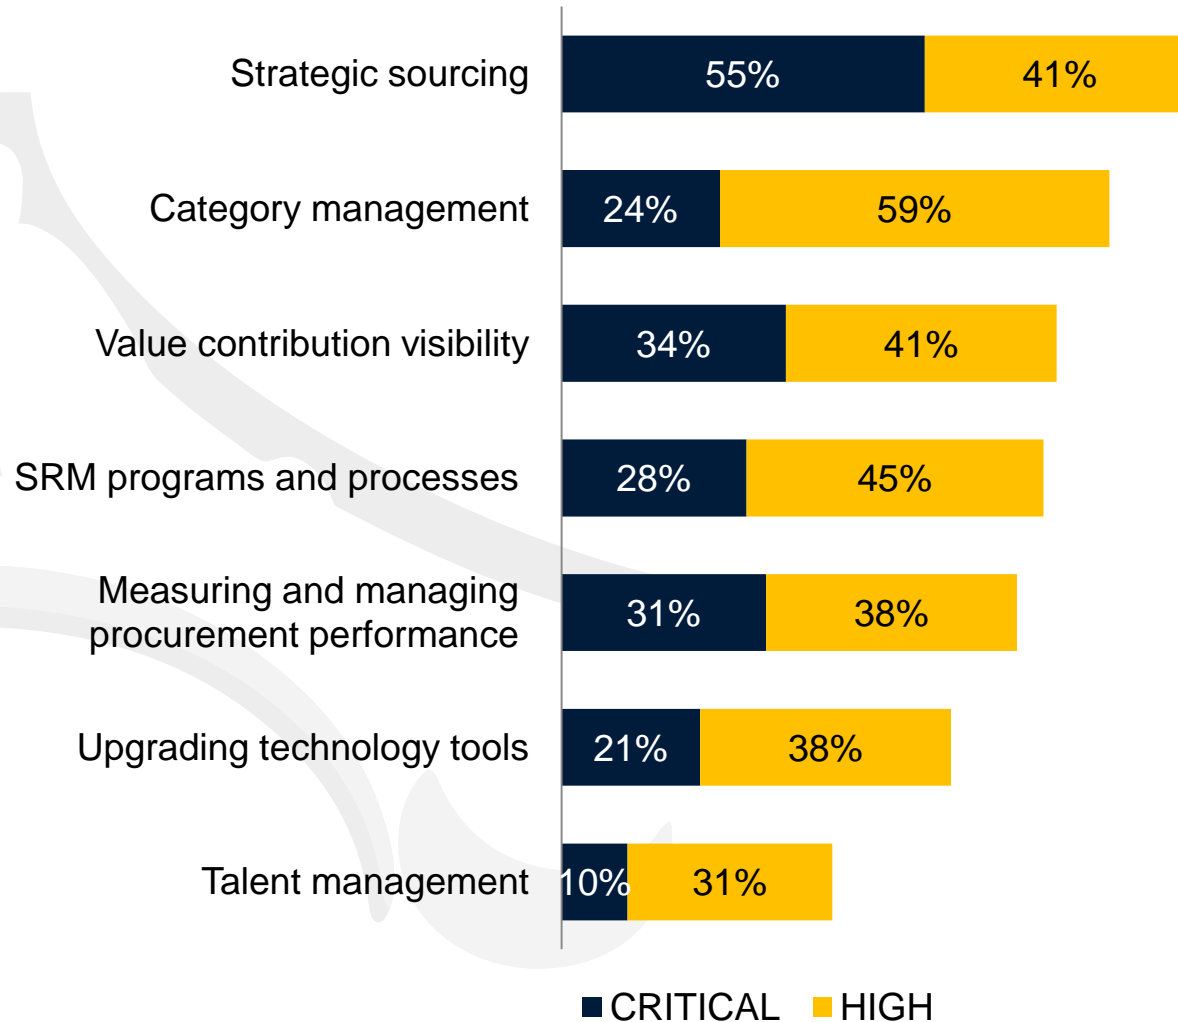 Strategic sourcing 55% 41%
Category management 24% 59%
Value contribution visibility 34% 41%
SRM programs and processes 28% 45%
Measuring and managing
procurement performance 31% 38%
Upgrading technology tools 21% 38%
Talent management 10% 31%
CRITICAL HIGH